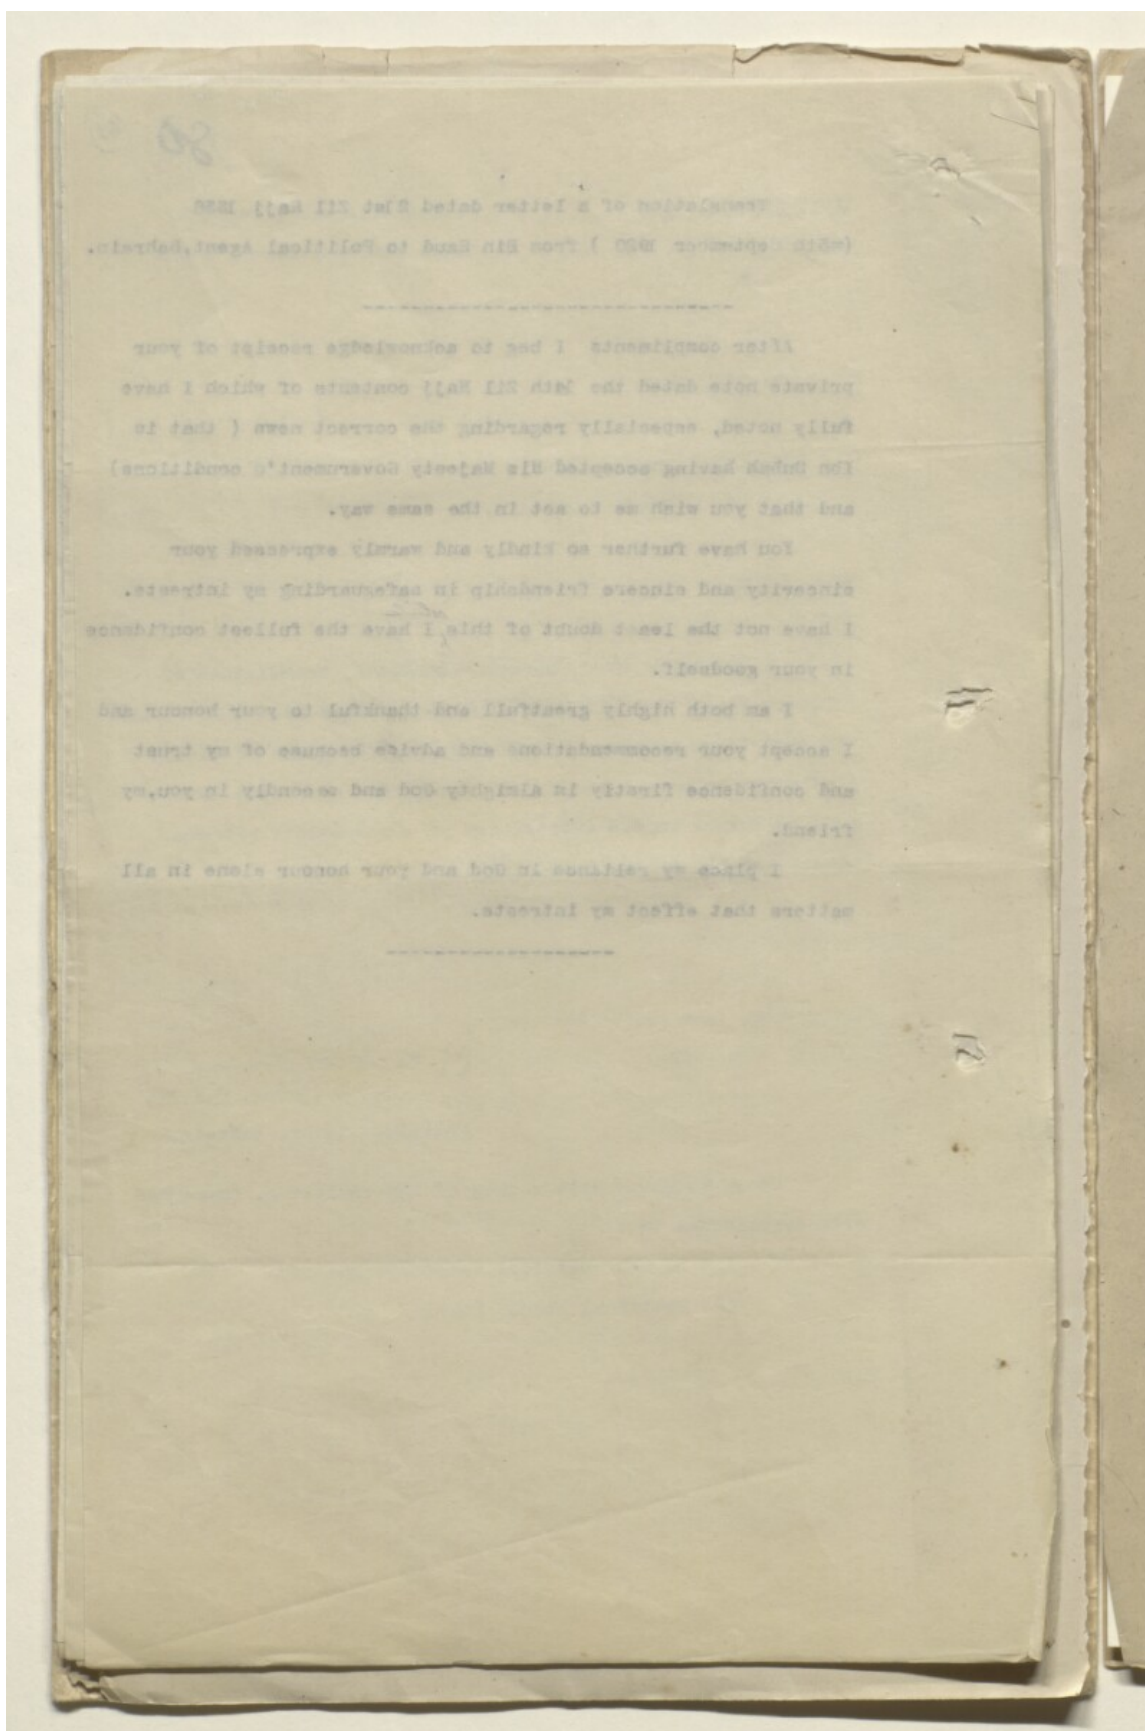 80
Translation of a letter dated 21st Zil Hajj 1338
September 1920 ) from Bin Saud to Political Agent,Bahrain.
After compliments I beg to acknowledge receipt of your
private note dated the 14th Zil Hajj contents of which I have
fully noted, especially regarding the correct news ( that is
Ibn Subah having accepted His Majesty Government's conditions)
and that you wish me to act in the same way.
You have further so kindly and warmly expressed your
sincerity and sincere friendship in safeguarding my intrests.
I have not the least doubt of this, I have the fullest confidence
in your goodself.
I am both highly greatfull and thankful to your honour and
I accept your recommendations and advise because of my trust
and confidence firstly in Almighty God and secondly in you,my
friend.
I place my reliance in God and your honour alone in all
matters that effect my intrests.